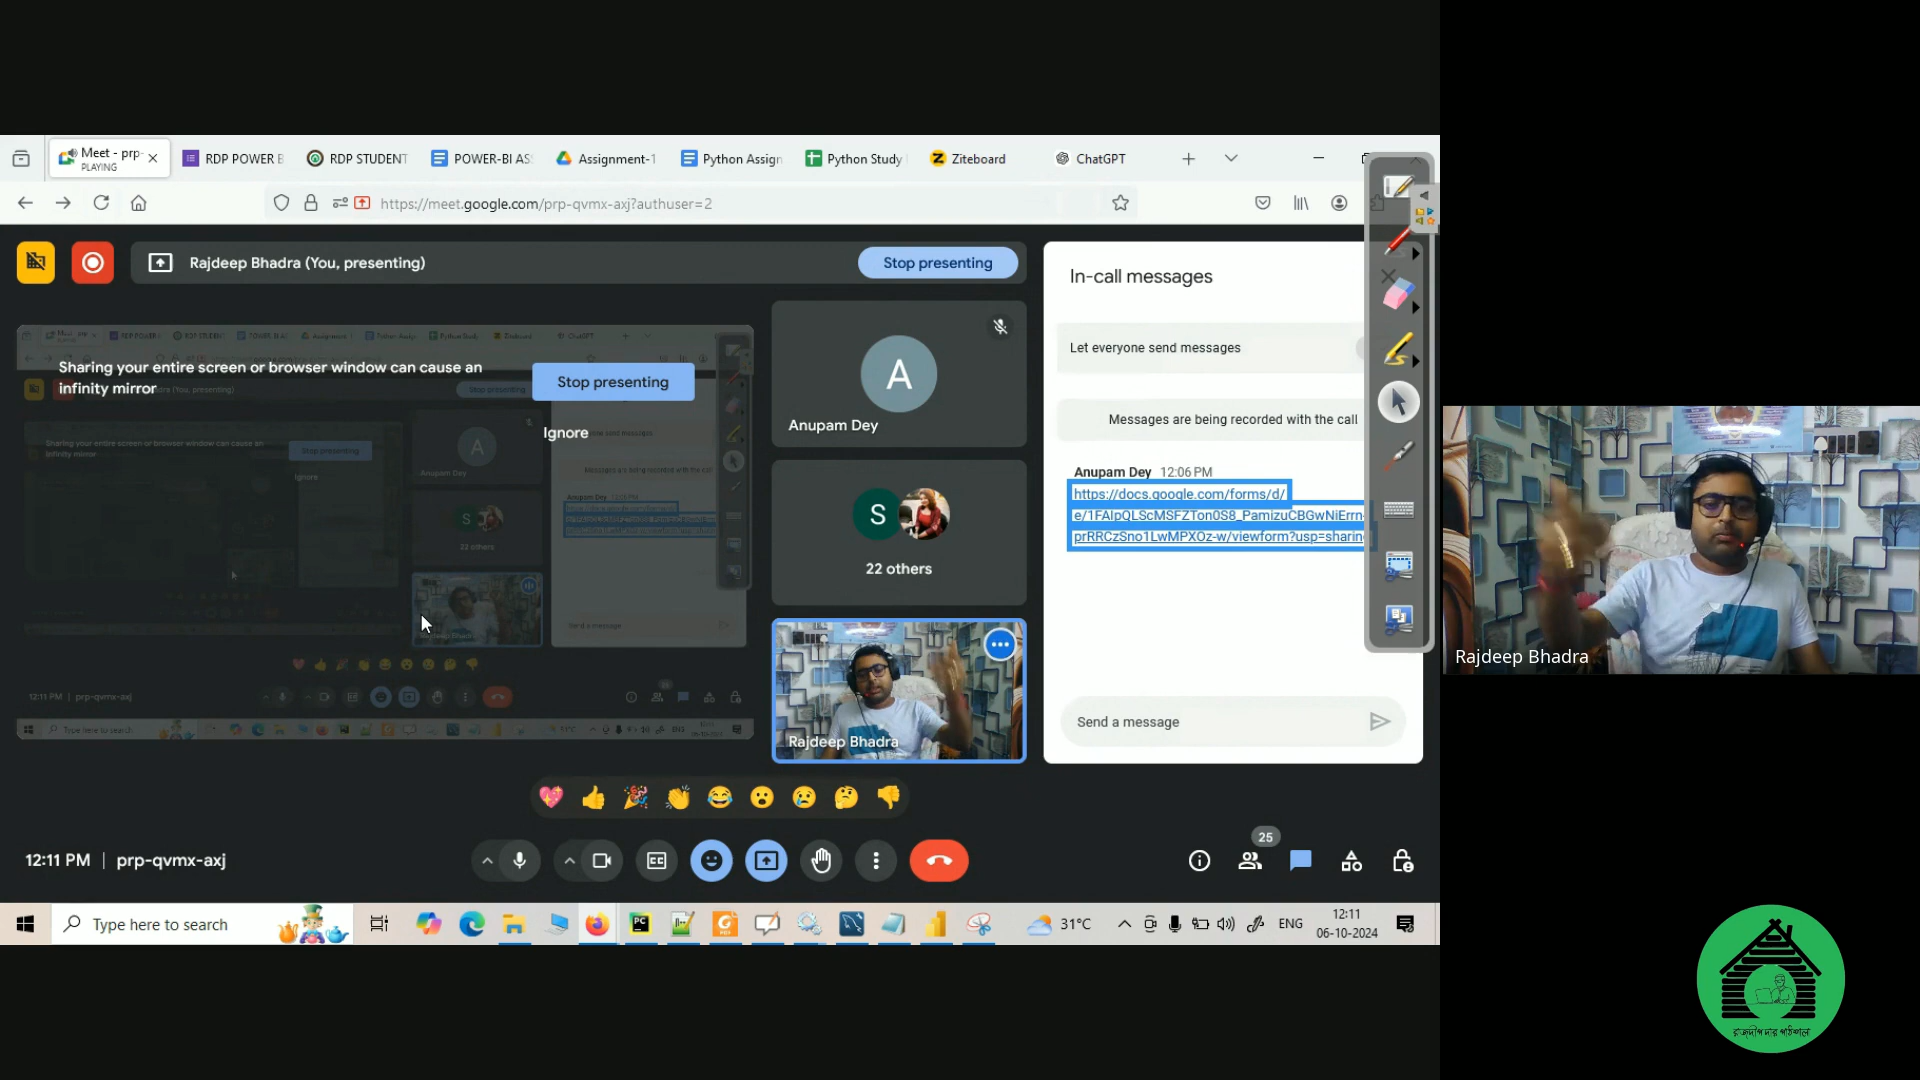 Meet - prp-
PLAYING
RDP POWER B
RDP STUDENT
POWER-BI AS
Assignment-1
Python Assign
Python Study
Ziteboard
ChatGPT
https://meet.google.com/prp-qvmx-axj?authuser=2
Rajdeep Bhadra (You, presenting)
Stop presenting
Sharing your entire screen or browser window can cause an
infinity mirror
Stop presenting
Ignore
A
Anupam Dey
S
22 others
Rajdeep Bhadra
In-call messages
Let everyone send messages
Messages are being recorded with the call
Anupam Dey 12:06 PM
https://docs.google.com/forms/d/
e/1FAIpQLScMSFZTon0S8_PamizuCBGwNiErrn
prRRCzSno1LwMPXOz-w/viewform?usp=sharin
Send a message
12:11 PM | prp-qvmx-axj
25
Type here to search
31°C
ENG
12:11
06-10-2024
Rajdeep Bhadra
রাজদীপ দার পাঠশালা